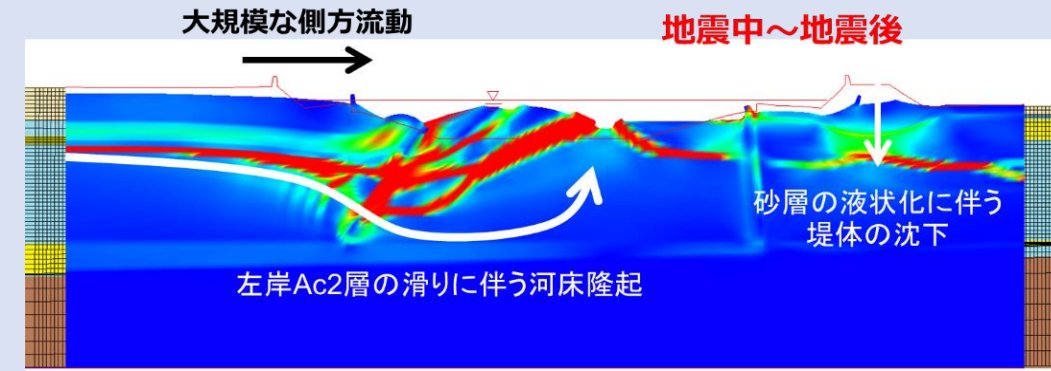 大規模な側方流動
地震中～地震後
砂層の液状化に伴う
堤体の沈下
左岸Ac2層の滑りに伴う河床隆起